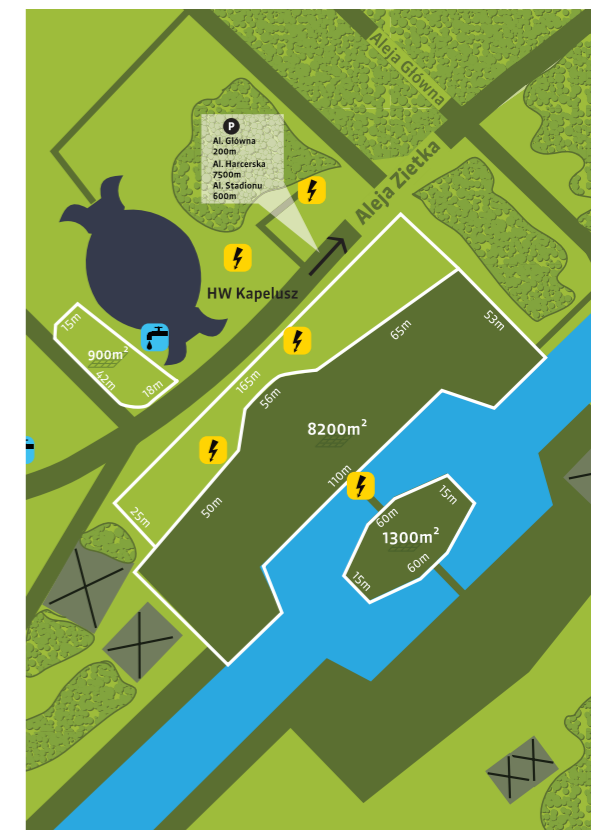 Aleja Główna
P
Al. Główna
200m
Al. Harcerska
7500m
Al. Stadionu
600m
Aleja Zietka
HW Kapelusz
15m
900m²
42m
18m
165m
65m
53m
56m
8200m²
110m
50m
25m
15m
60m
1300m²
60m
15m